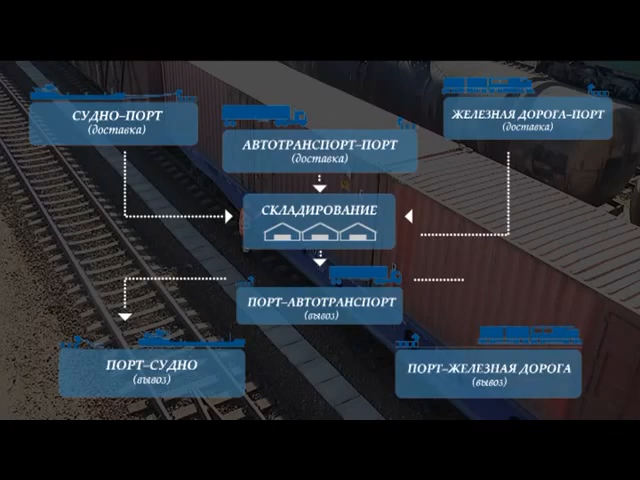 СУДНО–ПОРТ
(доставка)
АВТОТРАНСПОРТ–ПОРТ
(доставка)
ЖЕЛЕЗНАЯ ДОРОГА–ПОРТ
(доставка)
СКЛАДИРОВАНИЕ
ПОРТ–АВТОТРАНСПОРТ
(вывоз)
ПОРТ–СУДНО
(вывоз)
ПОРТ–ЖЕЛЕЗНАЯ ДОРОГА
(вывоз)